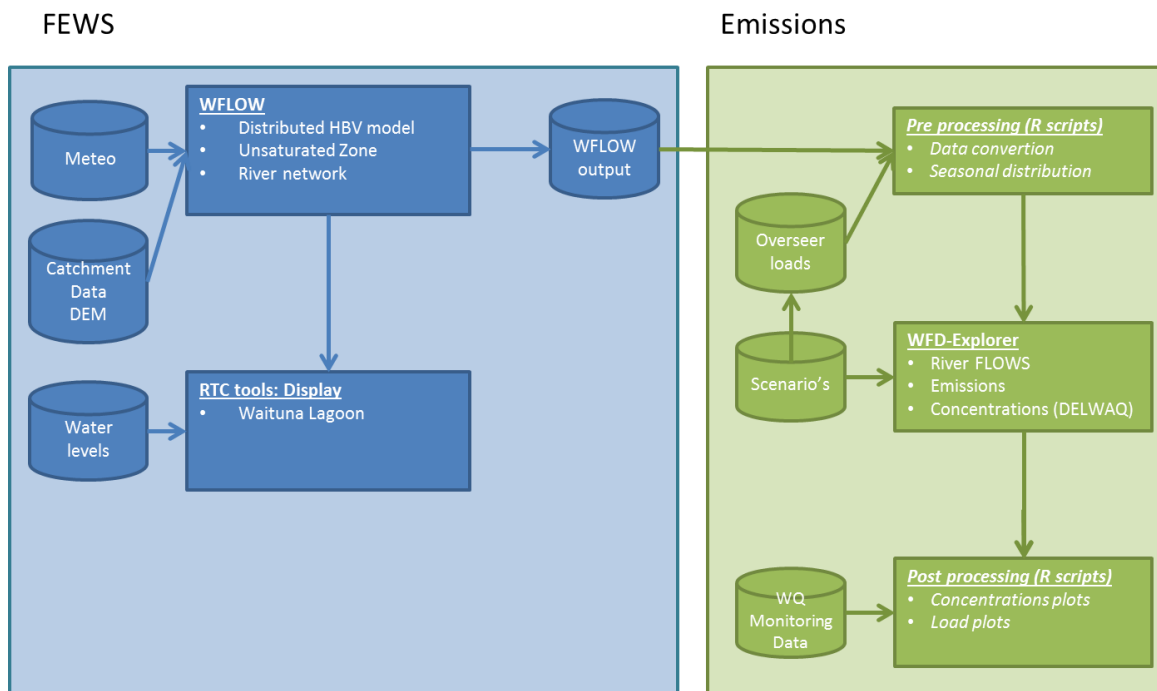 FEWS
Emissions
Meteo
WFLOW
• Distributed HBV model
• Unsaturated Zone
• River network
WFLOW
output
Catchment
Data
DEM
Water
levels
RTC tools: Display
• Waituna Lagoon
Pre processing (R scripts)
• Data convertion
• Seasonal distribution
Overseer
loads
Scenario's
WFD-Explorer
• River FLOWS
• Emissions
• Concentrations (DELWAQ)
WQ
Monitoring
Data
Post processing (R scripts)
• Concentrations plots
• Load plots